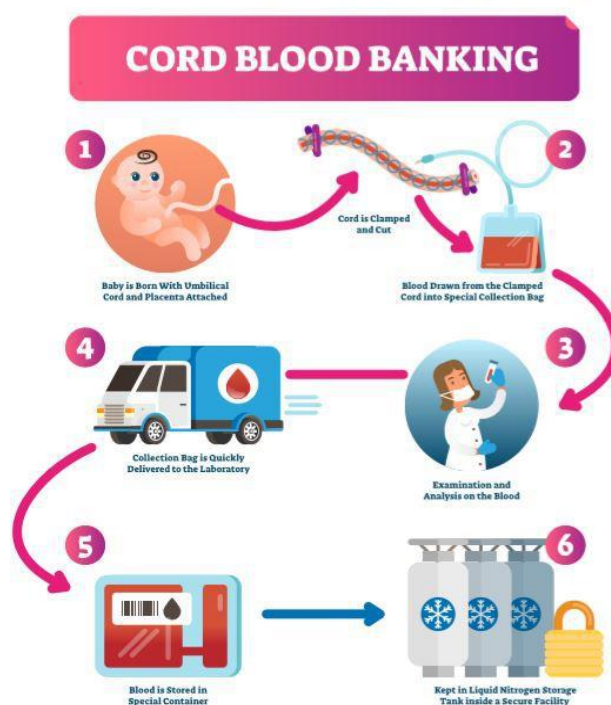 CORD BLOOD BANKING
1
Baby is Born With Umbilical
Cord and Placenta Attached
Cord is Clamped
and Cut
2
Blood Drawn from the Clamped
Cord into Special Collection Bag
3
Examination and
Analysis on the Blood
4
Collection Bag is Quickly
Delivered to the Laboratory
5
Blood is Stored in
Special Container
6
Kept in Liquid Nitrogen Storage
Tank inside a Secure Facility